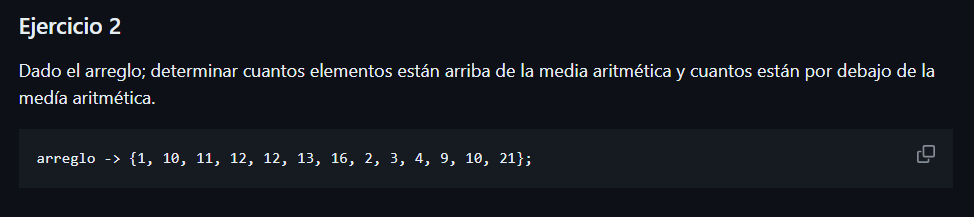 Ejercicio 2
Dado el arreglo; determinar cuantos elementos están arriba de la media aritmética y cuantos están por debajo de la
medía aritmética.
arreglo -> {1, 10, 11, 12, 12, 13, 16, 2, 3, 4, 9, 10, 21};